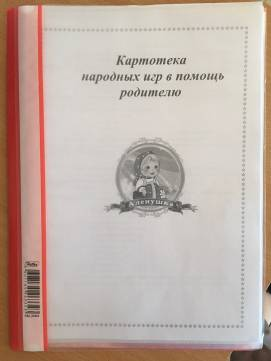 Картотека
народных игр в помощь
родителю
Аленушка